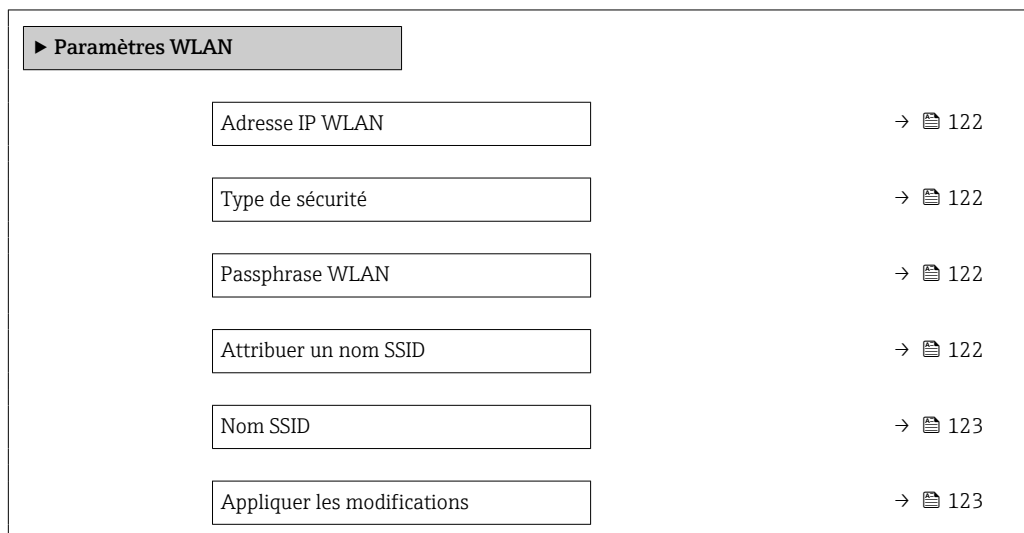 ▶ Paramètres WLAN
Adresse IP WLAN → 122
Type de sécurité → 122
Passphrase WLAN → 122
Attribuer un nom SSID → 122
Nom SSID → 123
Appliquer les modifications → 123